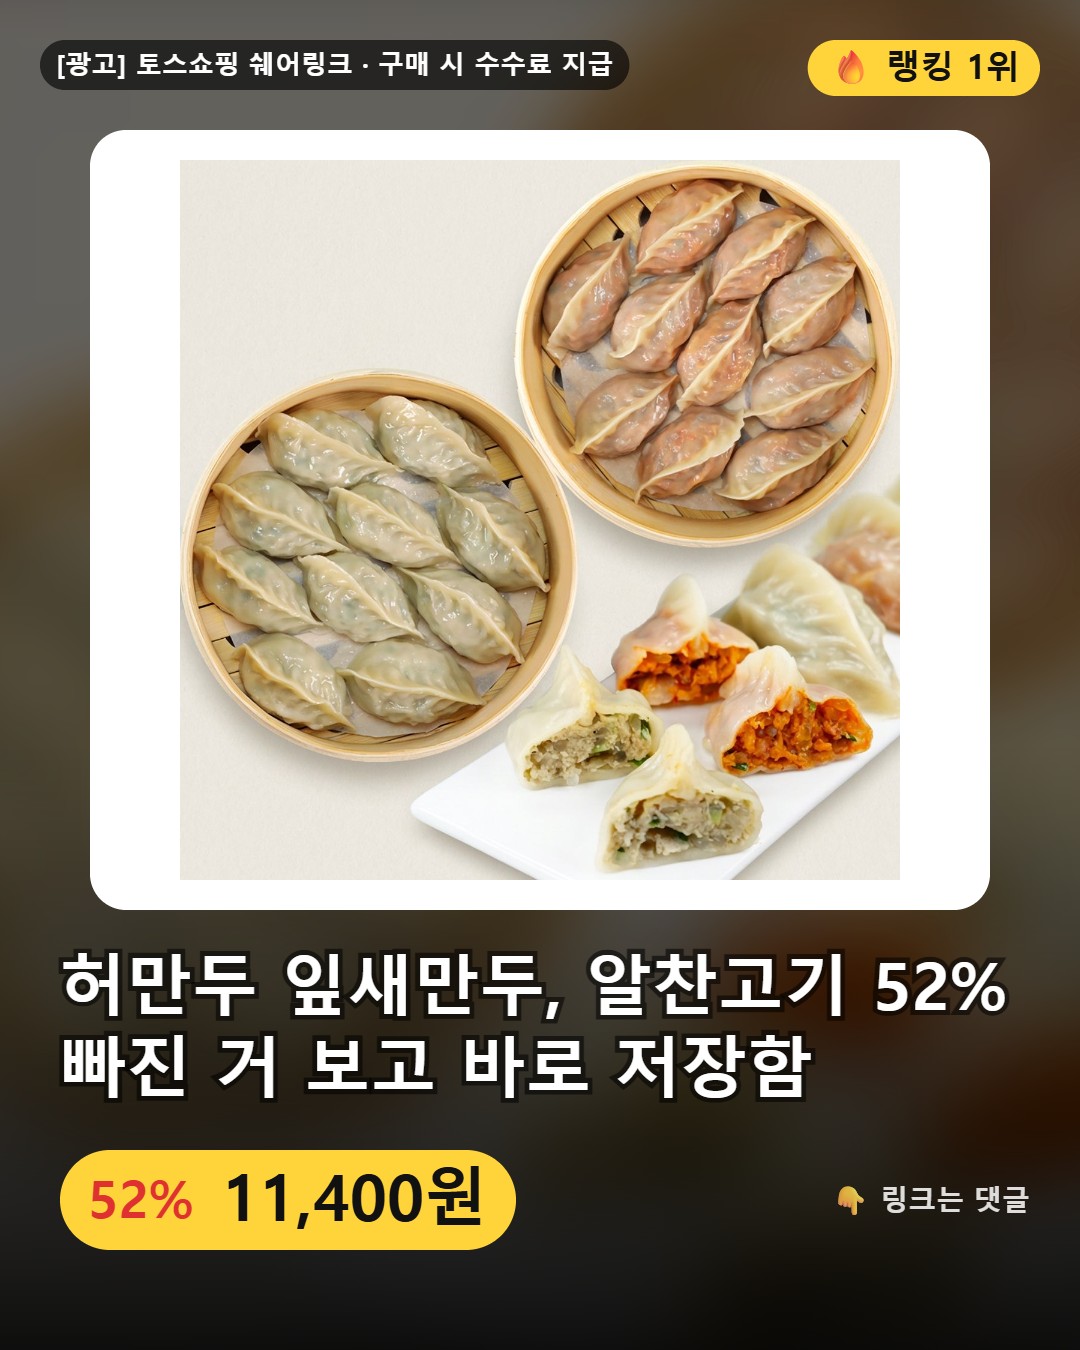 [광고] 토스쇼핑 쉐어링크 · 구매 시 수수료 지급
🔥 랭킹 1위
허만두 잎새만두, 알찬고기 52%
빠진 거 보고 바로 저장함
52% 11,400원
👇 링크는 댓글